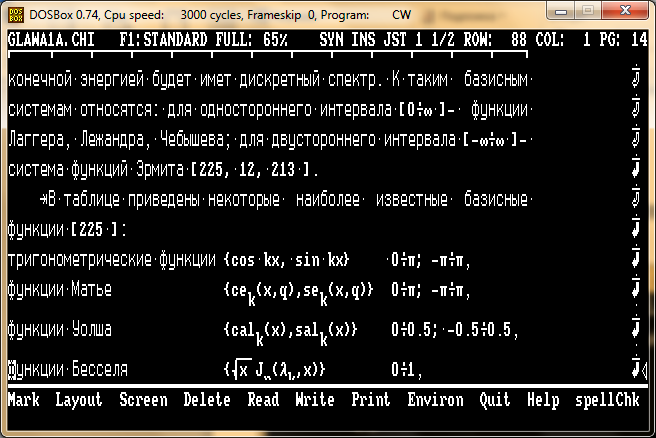 DOSBox 0.74, Cpu speed: 3000 cycles, Frameskip 0, Program: CW
GLAWA1A.CHI F1:STANDARD FULL: 65% SYN INS JST 1 1/2 ROW: 88 COL: 1 PG: 14
конечной энергией будет имет дискретный спектр. К таким базисным
системам относятся: для одностороннего интервала [0÷ω ]- функции
Лаггера, Лежандра, Чебышева; для двустороннего интервала [-ω÷ω ]-
система функций Эрмита [225, 12, 213 ].
В таблице приведены некоторые наиболее известные базисные
функции [225 ]:
тригонометрические функции {cos kx, sin kx} 0÷π; -π÷π,
функции Матье {ce_k(x,q),se_k(x,q)} 0÷π; -π÷π,
функции Уолша {cal_k(x),sal_k(x)} 0÷0.5; -0.5÷0.5,
функции Бесселя {√x J_n(λ_k,x)} 0÷1,
Mark Layout Screen Delete Read Write Print Environ Quit Help spellChk